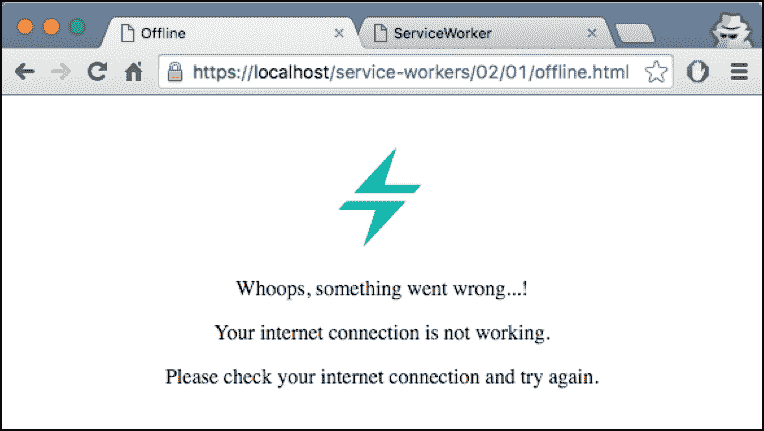 Offline
ServiceWorker
https://localhost/service-workers/02/01/offline.html
Whoops, something went wrong...!
Your internet connection is not working.
Please check your internet connection and try again.